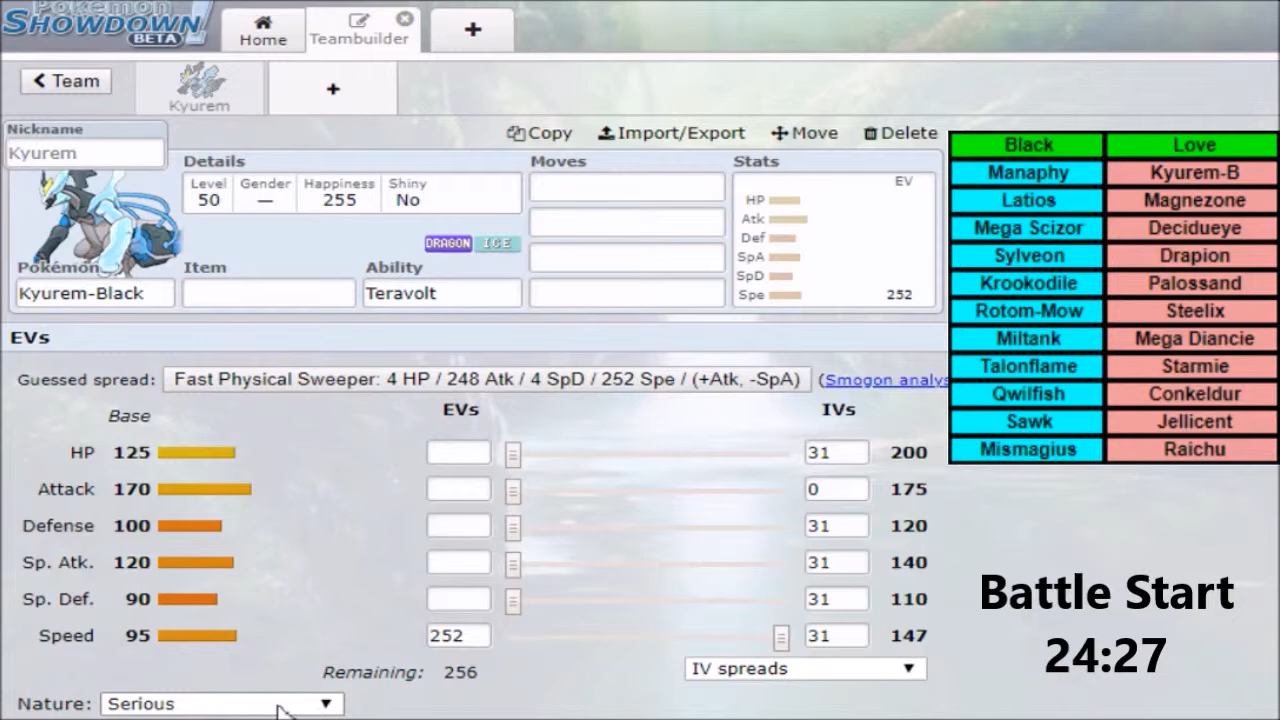 Pokémon
SHOWDOWN!
BETA
Home
Teambuilder
+
Team
Kyurem
+
Copy
Import/Export
Move
Delete
Nickname
Kyurem
Details
Level
50
Gender
—
Happiness
255
Shiny
No
DRAGON ICE
Pokémon
Kyurem-Black
Item
Ability
Teravolt
Moves
Stats
EV
HP
Atk
Def
SpA
SpD
Spe 252
EVs
Guessed spread: Fast Physical Sweeper: 4 HP / 248 Atk / 4 SpD / 252 Spe / (+Atk, -SpA) (Smogon analys
Base EVs IVs
HP 125 31 200
Attack 170 0 175
Defense 100 31 120
Sp. Atk. 120 31 140
Sp. Def. 90 31 110
Speed 95 252 31 147
Remaining: 256
IV spreads
Nature: Serious
Black Love
Manaphy Kyurem-B
Latios Magnezone
Mega Scizor Decidueye
Sylveon Drapion
Krookodile Palossand
Rotom-Mow Steelix
Miltank Mega Diancie
Talonflame Starmie
Qwilfish Conkeldur
Sawk Jellicent
Mismagius Raichu
Battle Start
24:27